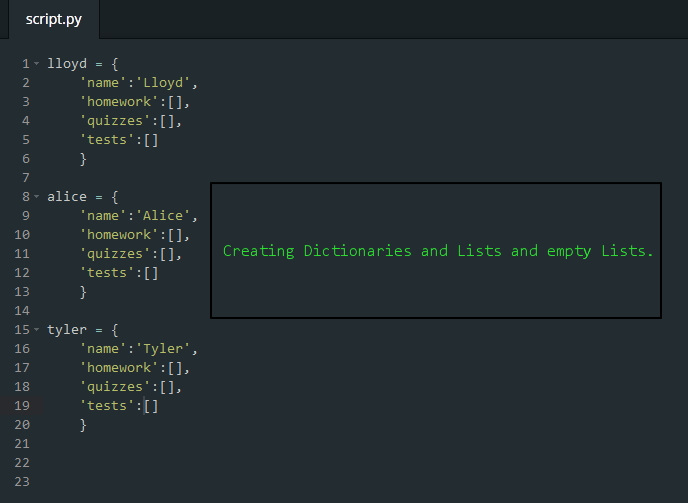 script.py
1 lloyd = {
2     'name':'Lloyd',
3     'homework':[],
4     'quizzes':[],
5     'tests':[]
6     }
7
8 alice = {
9     'name':'Alice',
10     'homework':[],
11     'quizzes':[],
12     'tests':[]
13     }
14
15 tyler = {
16     'name':'Tyler',
17     'homework':[],
18     'quizzes':[],
19     'tests':[]
20     }
21
22
23
Creating Dictionaries and Lists and empty Lists.